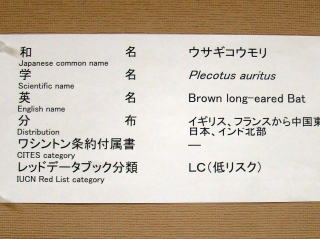 和　名　ウサギコウモリ
Japanese common name
学　名　Plecotus auritus
Scientific name
英　名　Brown long-eared Bat
English name
分　布　イギリス、フランスから中国東
Distribution　日本、インド北部
ワシントン条約付属書　―
CITES category
レッドデータブック分類　LC（低リスク）
IUCN Red List category